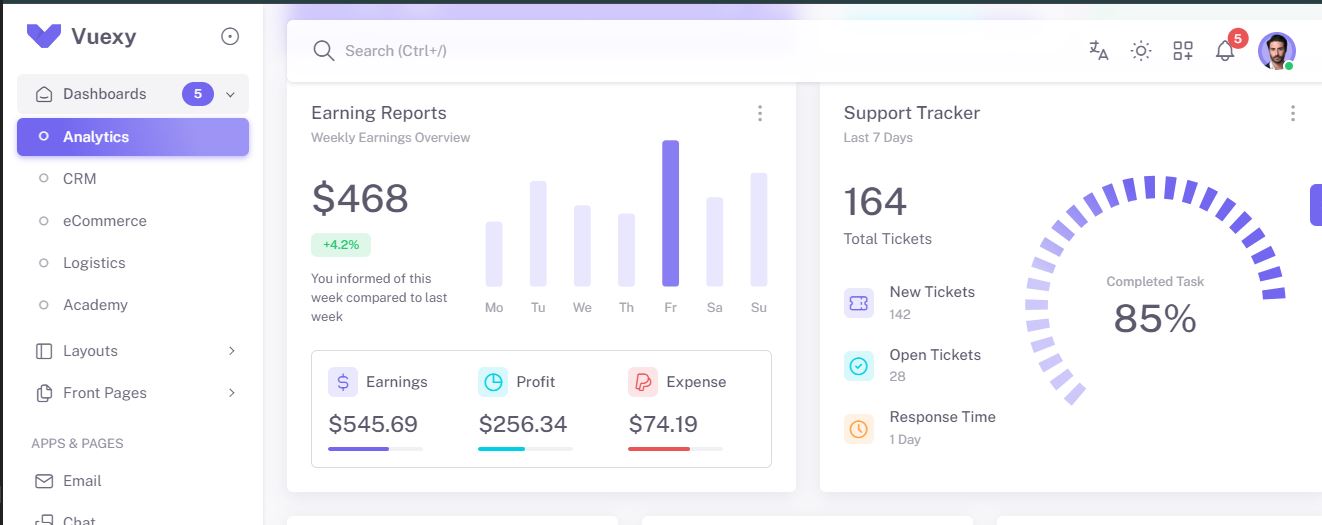 Vuexy
Search (Ctrl+/)
5
Dashboards 5
Analytics
CRM
eCommerce
Logistics
Academy
Layouts
Front Pages
APPS & PAGES
Email
Chat
Earning Reports
Weekly Earnings Overview
$468
+4.2%
You informed of this
week compared to last
week
Mo Tu We Th Fr Sa Su
Earnings
$545.69
Profit
$256.34
Expense
$74.19
Support Tracker
Last 7 Days
164
Total Tickets
New Tickets
142
Open Tickets
28
Response Time
1 Day
Completed Task
85%